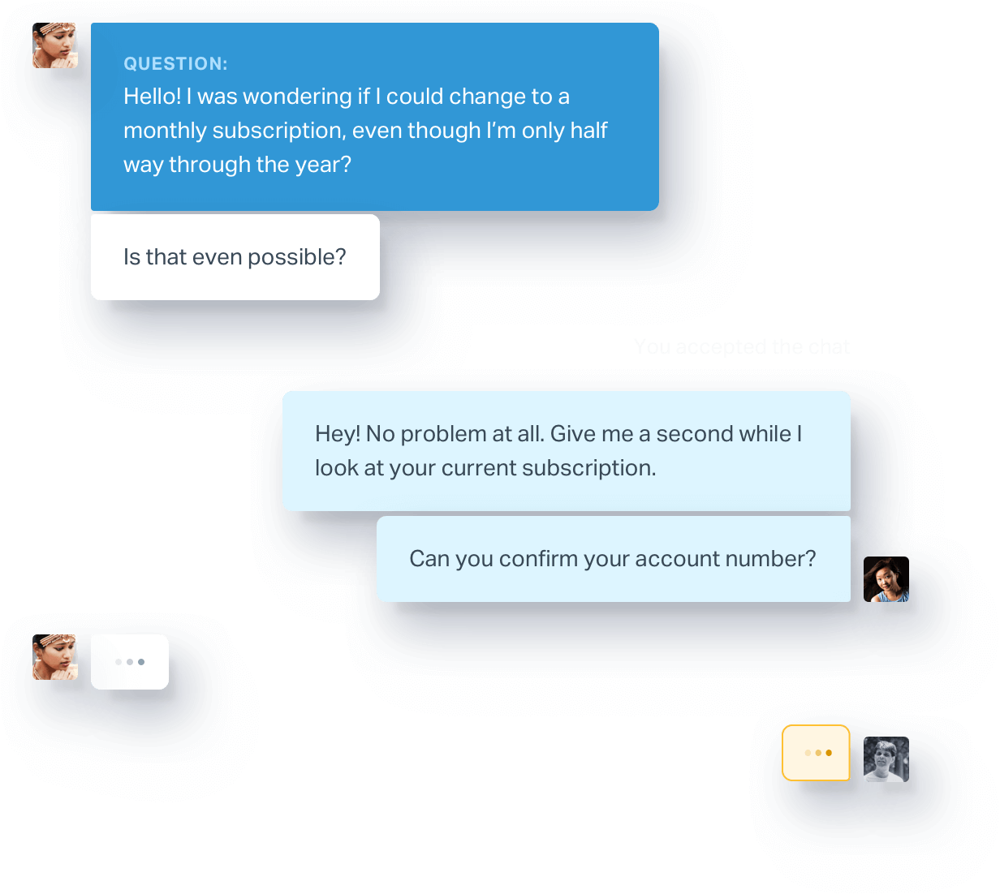 QUESTION:
Hello! I was wondering if I could change to a
monthly subscription, even though I’m only half
way through the year?
Is that even possible?
You accepted the chat
Hey! No problem at all. Give me a second while I
look at your current subscription.
Can you confirm your account number?